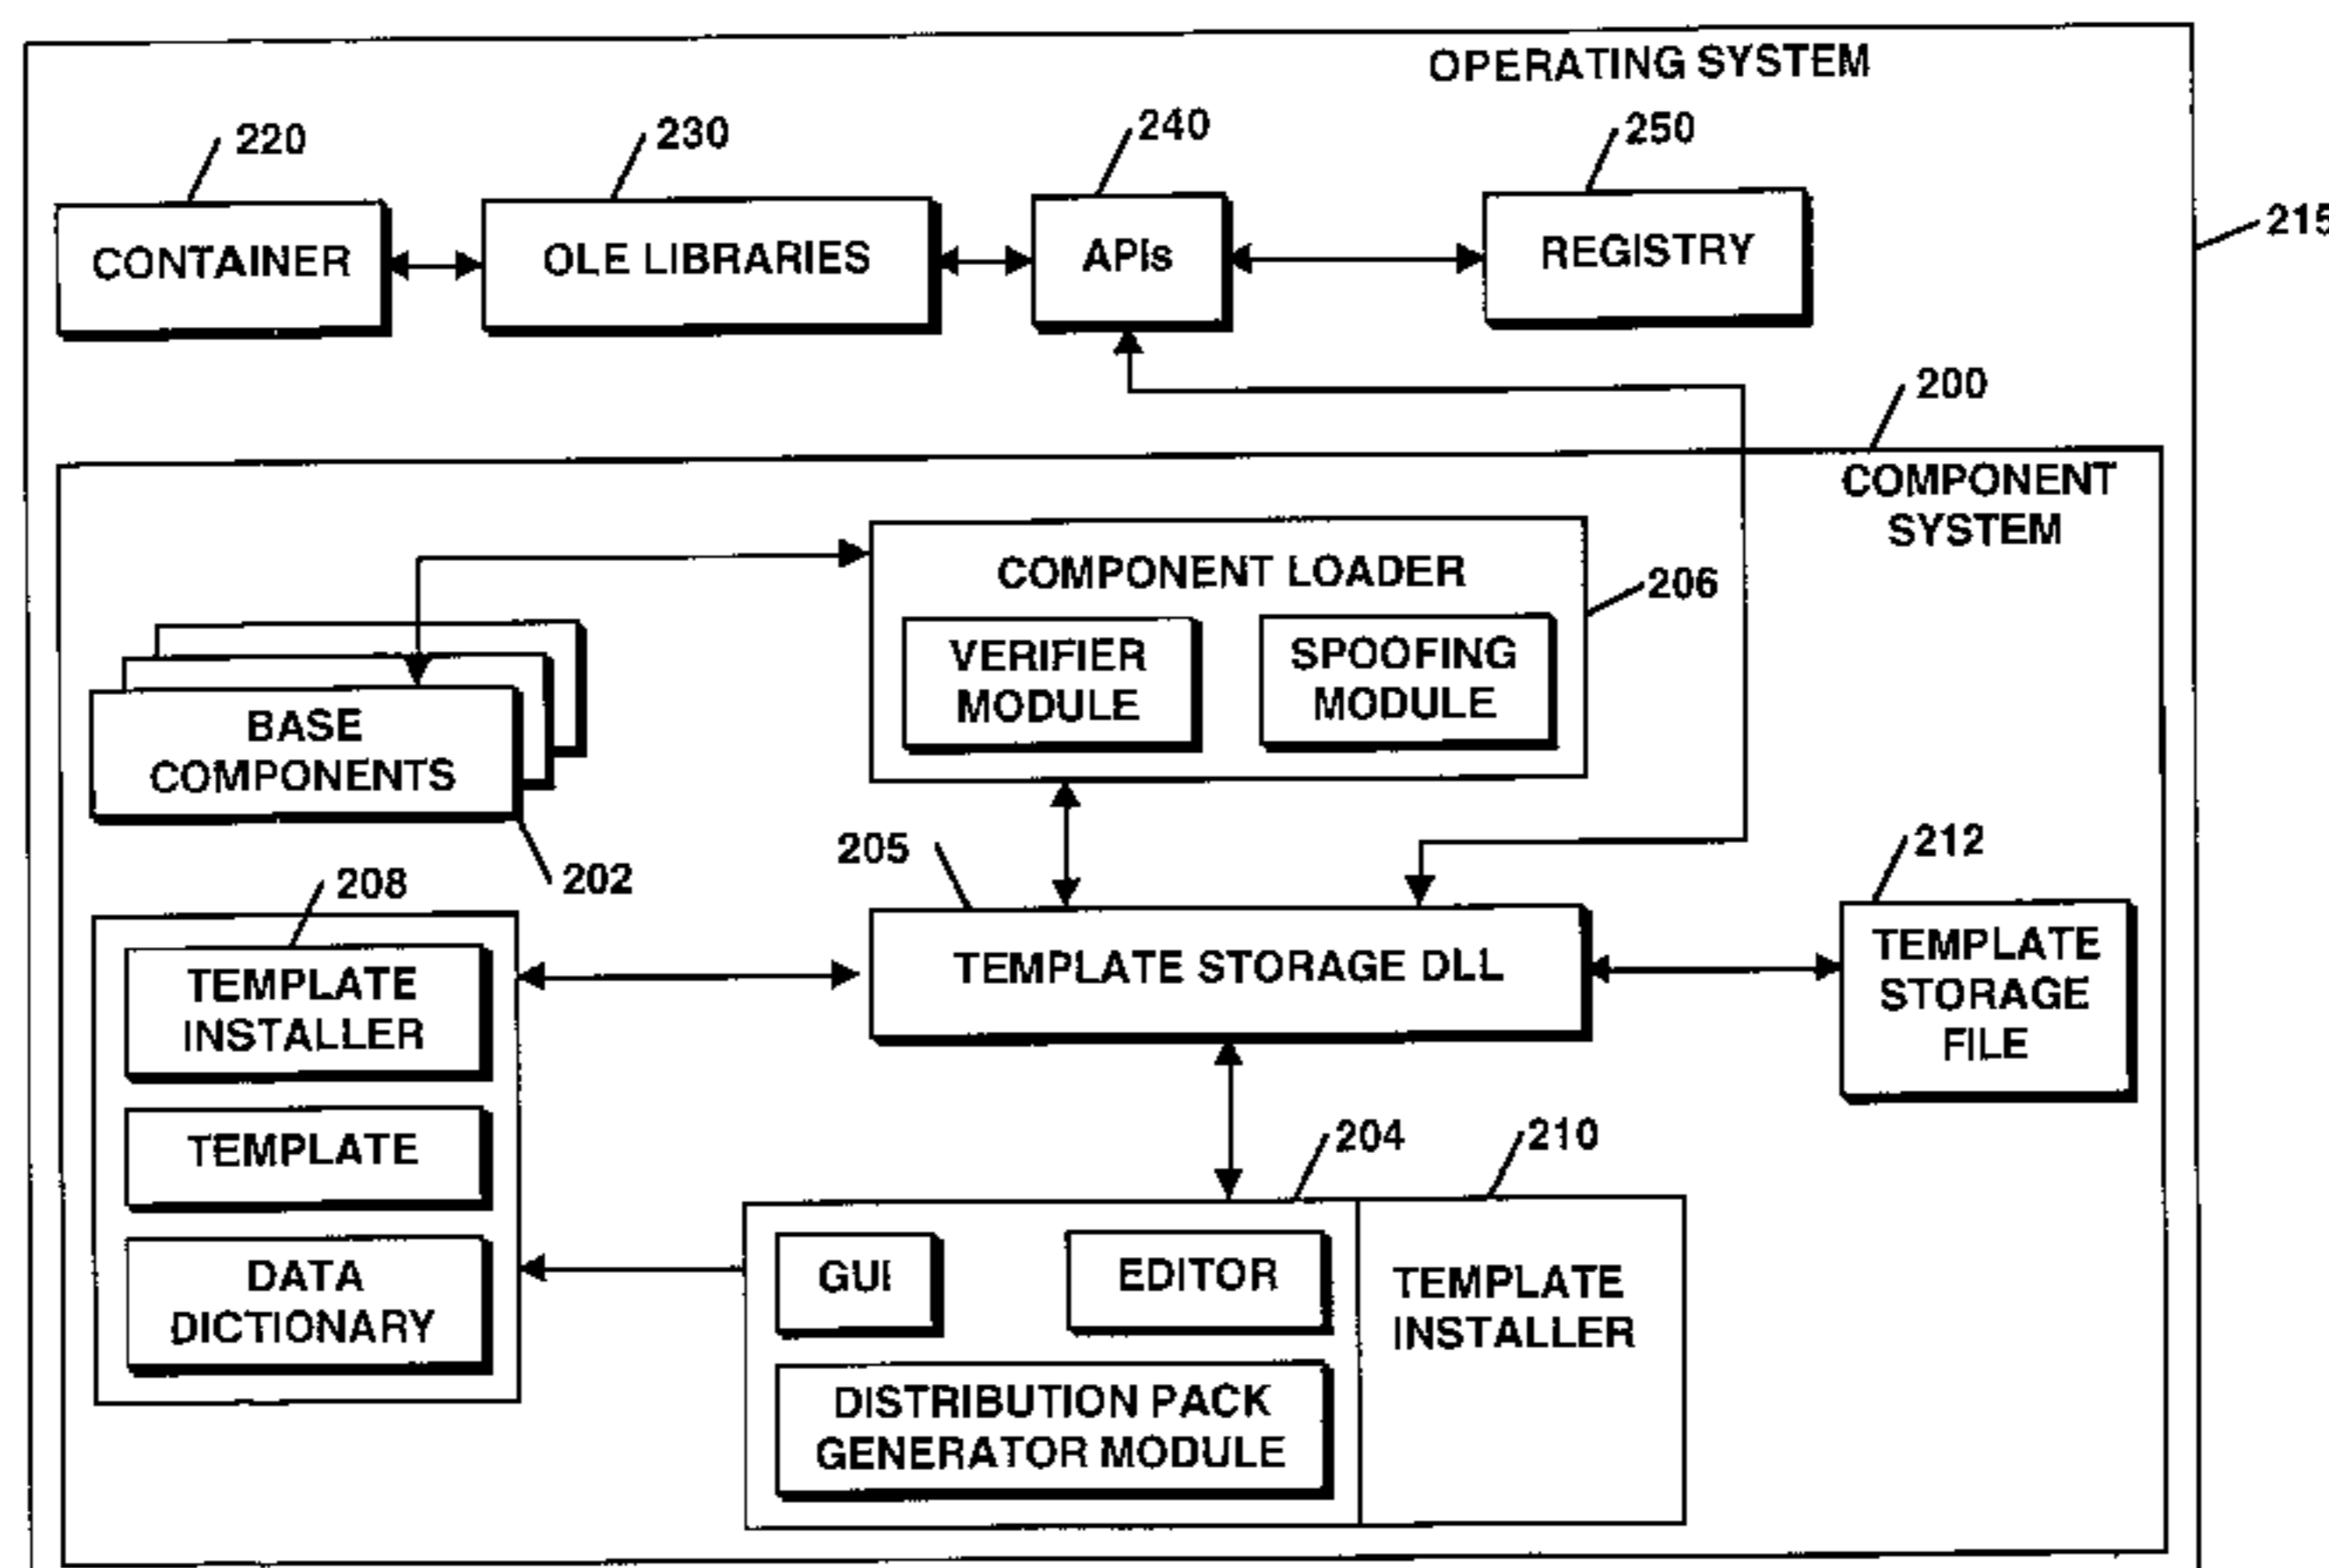 OPERATING SYSTEM
220
230
240
250
215
CONTAINER
OLE LIBRARIES
APIs
REGISTRY
200
COMPONENT
SYSTEM
COMPONENT LOADER
206
VERIFIER
MODULE
SPOOFING
MODULE
BASE
COMPONENTS
202
205
212
208
TEMPLATE
INSTALLER
TEMPLATE STORAGE DLL
TEMPLATE
STORAGE
FILE
TEMPLATE
204
210
DATA
DICTIONARY
GUI
EDITOR
TEMPLATE
INSTALLER
DISTRIBUTION PACK
GENERATOR MODULE